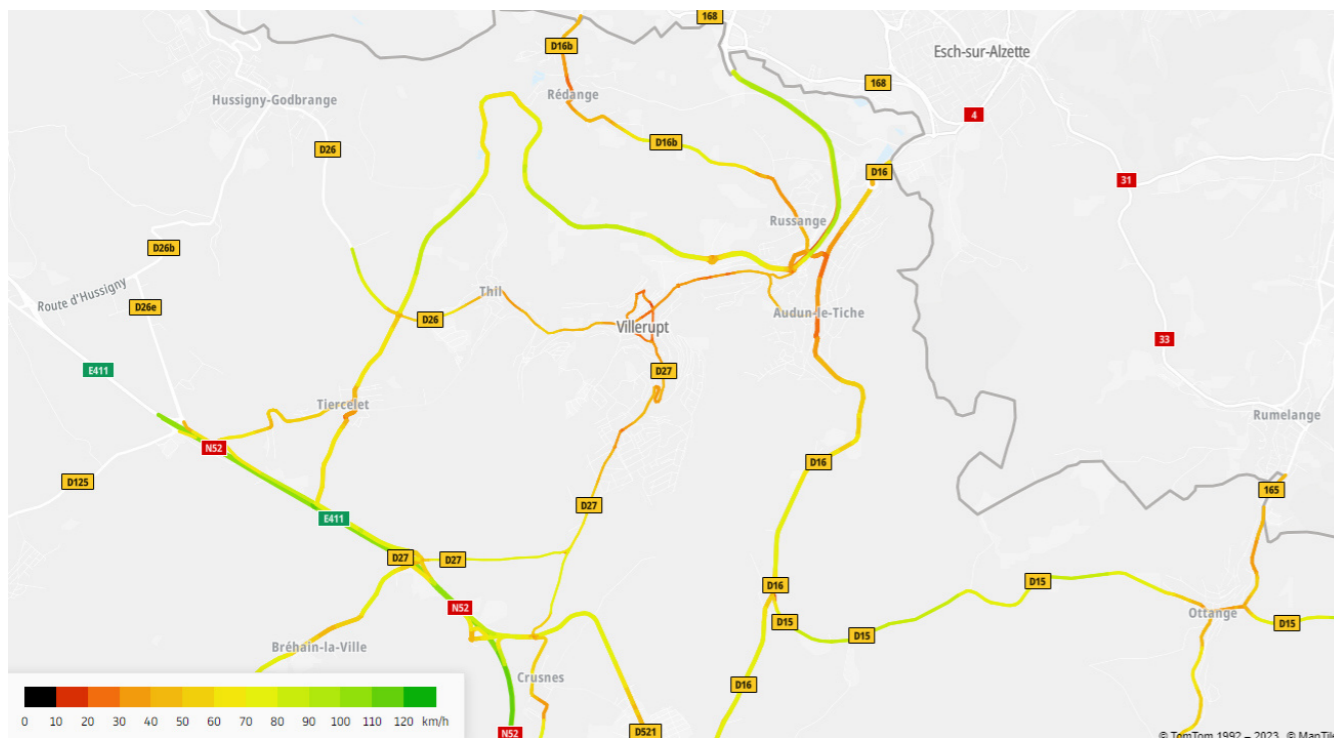 168
D16b
Esch-sur-Alzette
168
Rédange
Hussigny-Godbrange
4
D26
D16b
D16
31
Russange
D26b
Route d'Hussigny
Thil
D26e
D26
Villerupt
Audun-le-Tiche
33
E411
D27
Tiercelet
Rumelange
N52
D16
D125
165
D27
E411
D27
D27
D16
D15
N52
Ottange
D15
D15
D15
Bréhain-la-Ville
Crusnes
D16
0 10 20 30 40 50 60 70 80 90 100 110 120 km/h
N52
D521
© TomTom 1992 – 2023, © MapTil